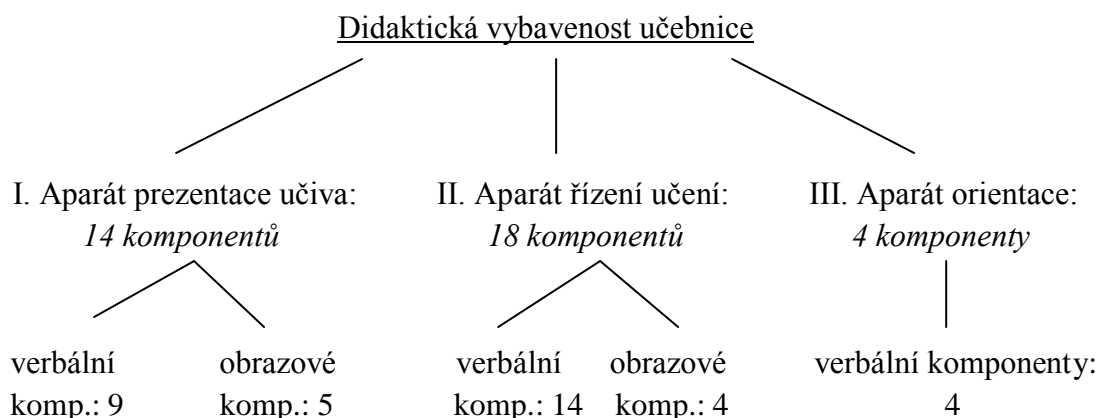 Didaktická vybavenost učebnice
I. Aparát prezentace učiva:
14 komponentů
II. Aparát řízení učení:
18 komponentů
III. Aparát orientace:
4 komponenty
verbální
komp.: 9
obrazové
komp.: 5
verbální
komp.: 14
obrazové
komp.: 4
verbální komponenty:
4